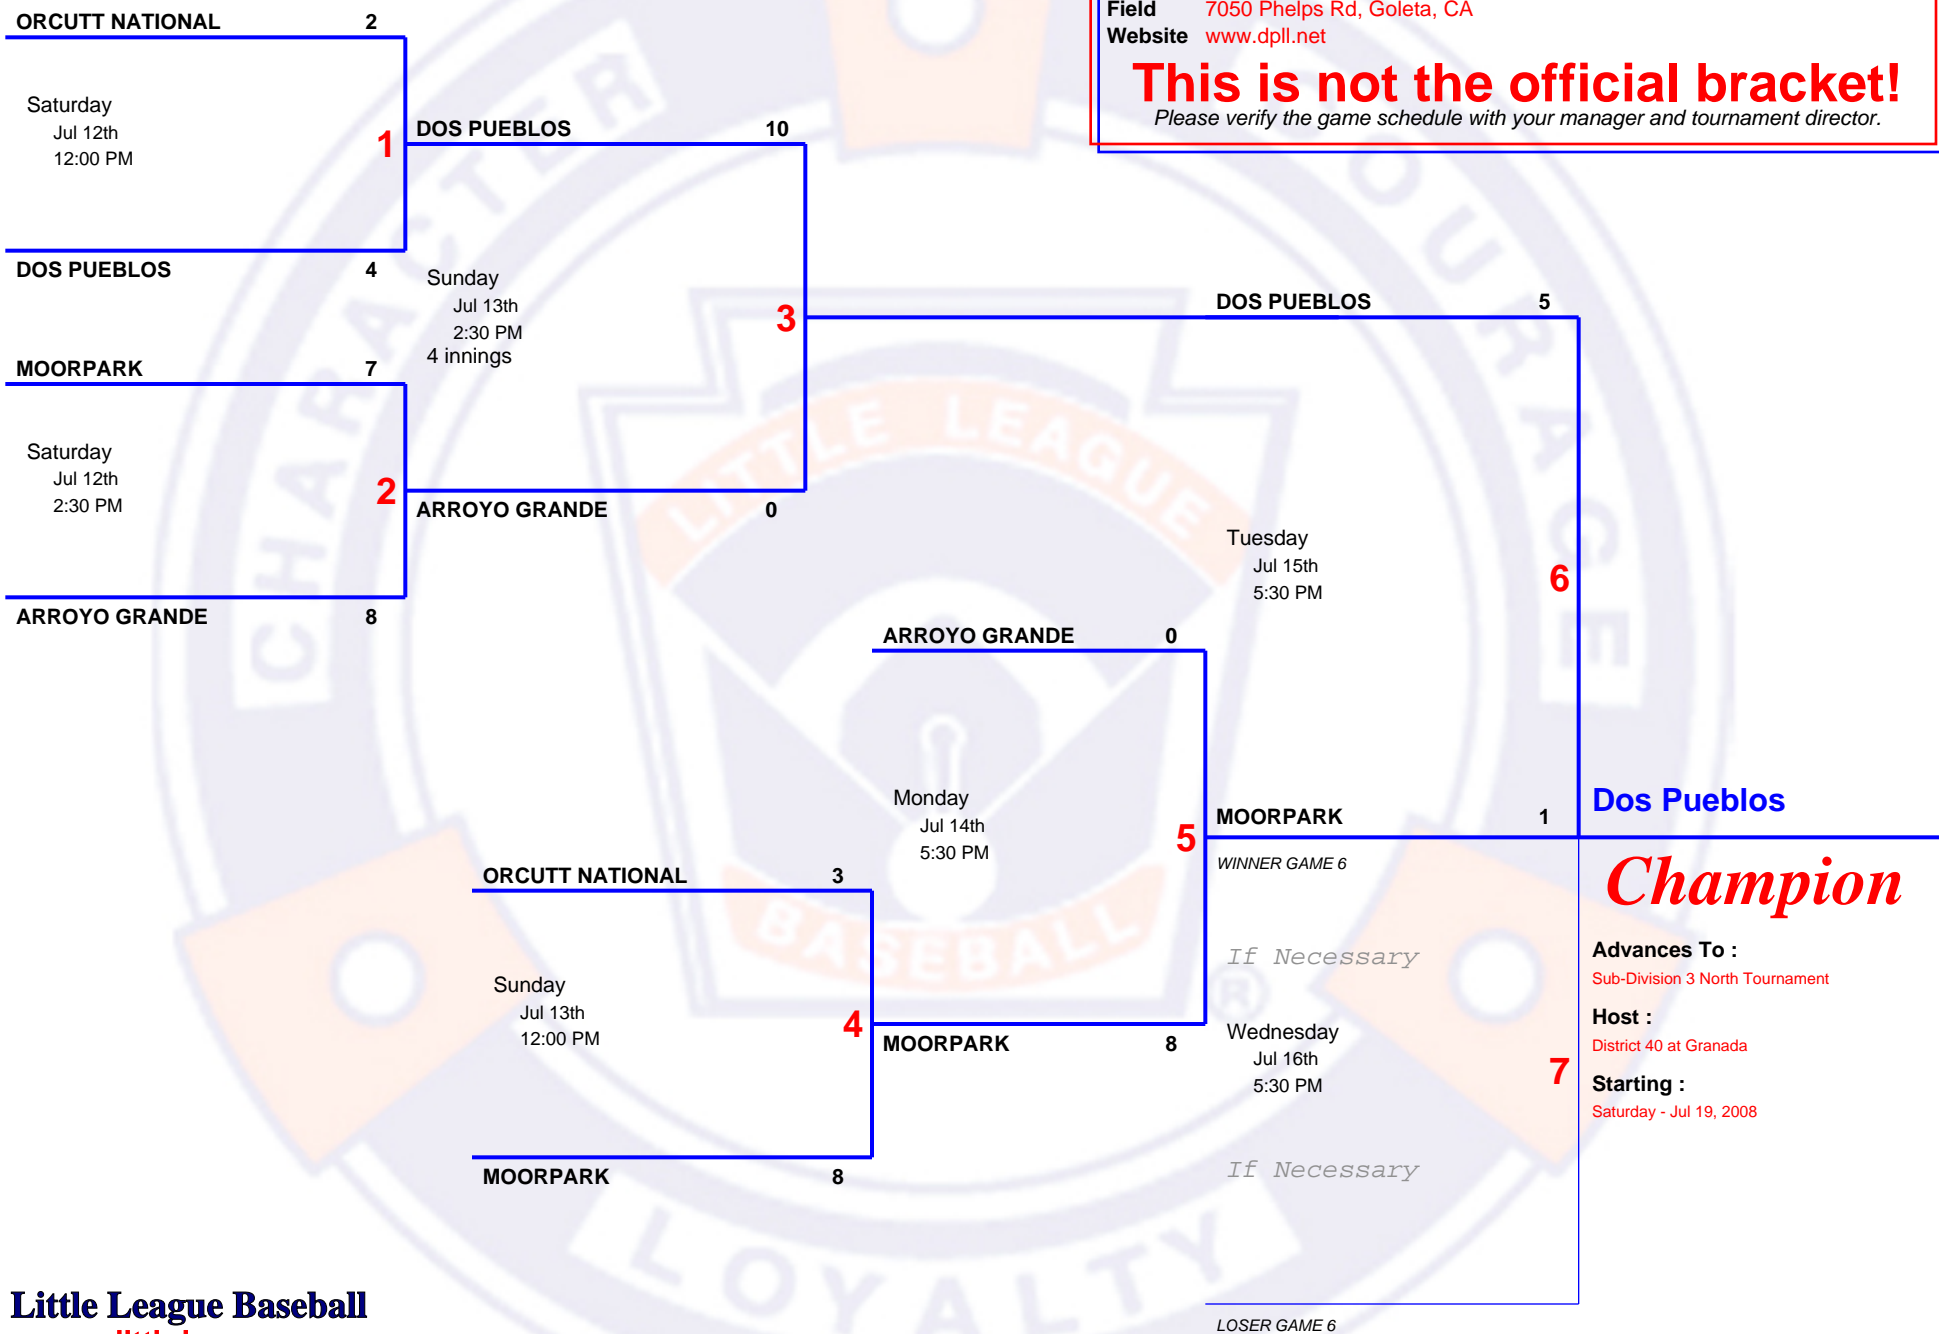 ORCUTT NATIONAL 2
Field 7050 Phelps Rd, Goleta, CA
Website www.dpll.net
This is not the official bracket!
Please verify the game schedule with your manager and tournament director.
Saturday
Jul 12th
12:00 PM
1
DOS PUEBLOS 10
DOS PUEBLOS 4
Sunday
Jul 13th
2:30 PM
4 innings
3
DOS PUEBLOS 5
MOORPARK 7
Saturday
Jul 12th
2:30 PM
2
ARROYO GRANDE 0
ARROYO GRANDE 8
Tuesday
Jul 15th
5:30 PM
6
ARROYO GRANDE 0
Monday
Jul 14th
5:30 PM
5
MOORPARK 1
Dos Pueblos
WINNER GAME 6
Champion
ORCUTT NATIONAL 3
If Necessary
Advances To :
Sub-Division 3 North Tournament
Sunday
Jul 13th
12:00 PM
4
MOORPARK 8
Host :
District 40 at Granada
Wednesday
Jul 16th
5:30 PM
7
Starting :
Saturday - Jul 19, 2008
MOORPARK 8
If Necessary
Little League Baseball
LOSER GAME 6
CHARACTER
COURAGE
LOYALTY
LITTLE LEAGUE
BASEBALL
®